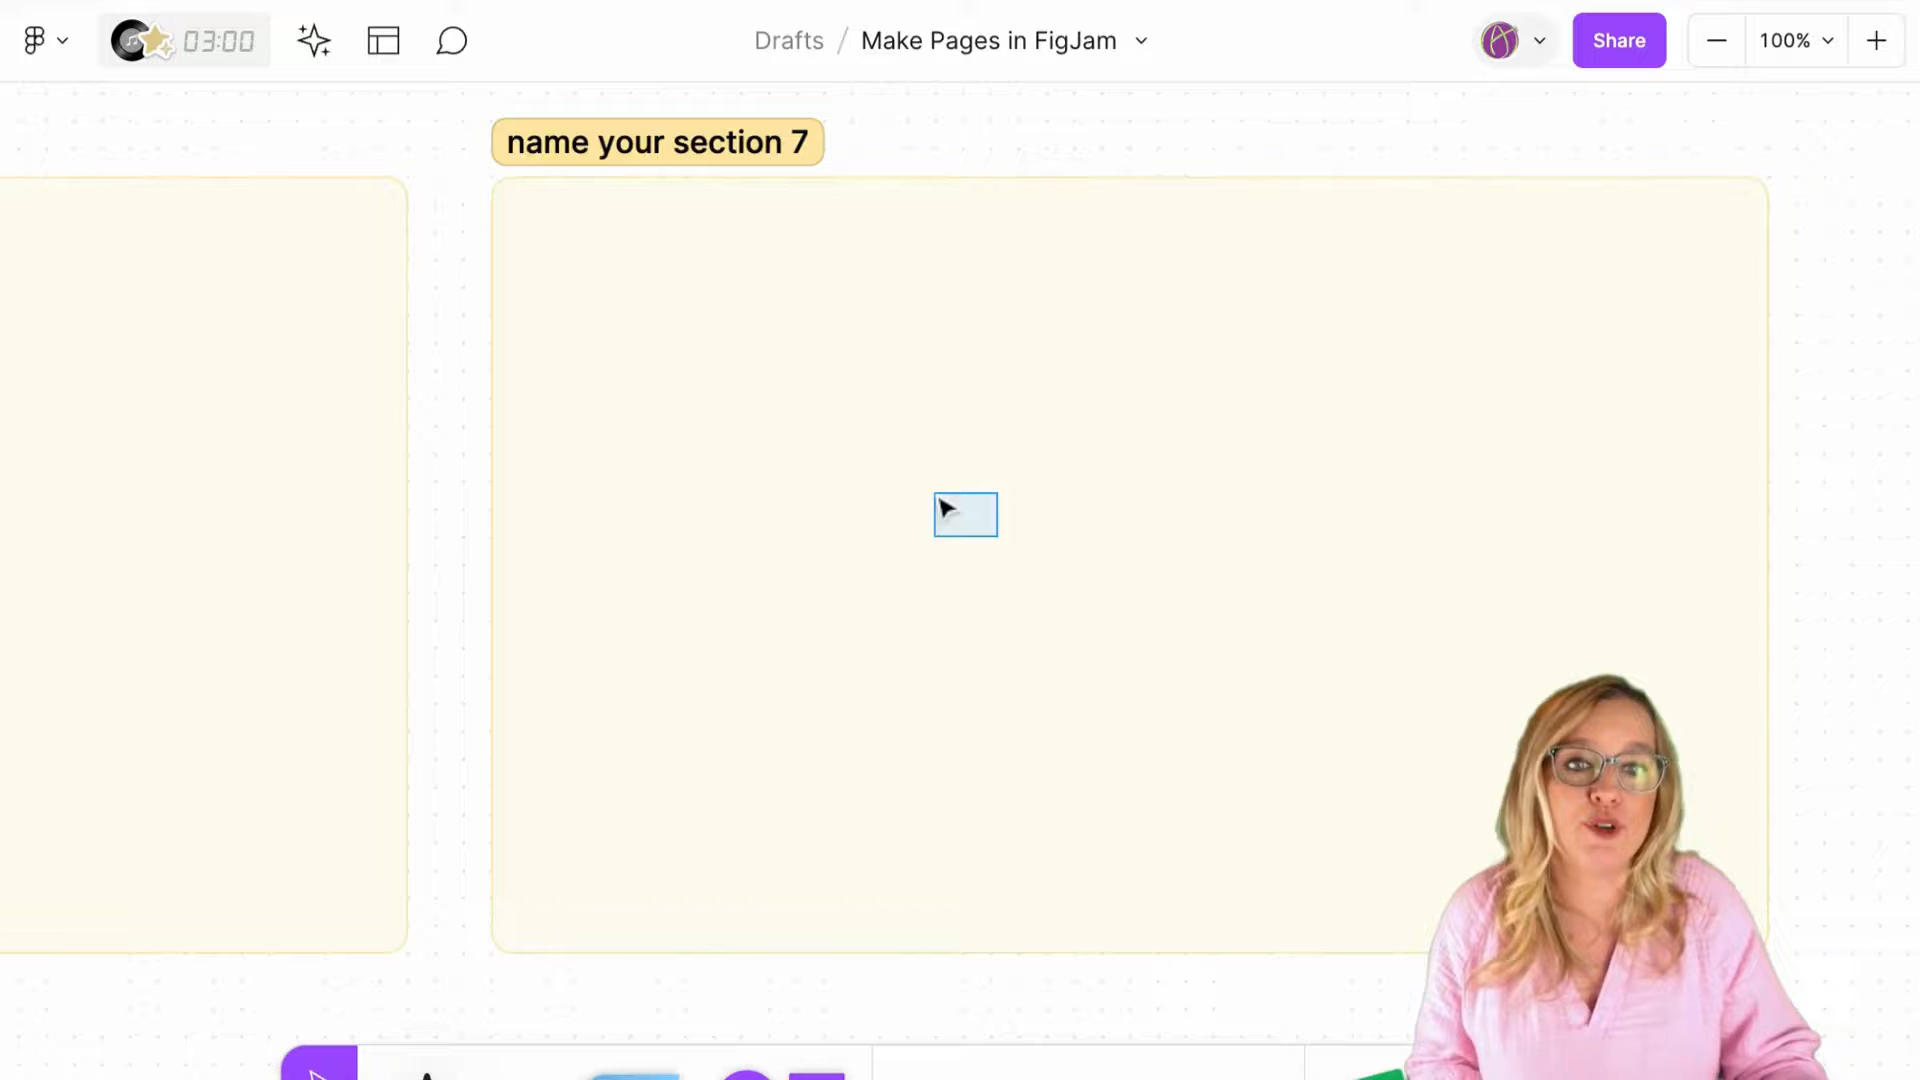 03:00
Drafts / Make Pages in FigJam
Share
100%
name your section 7